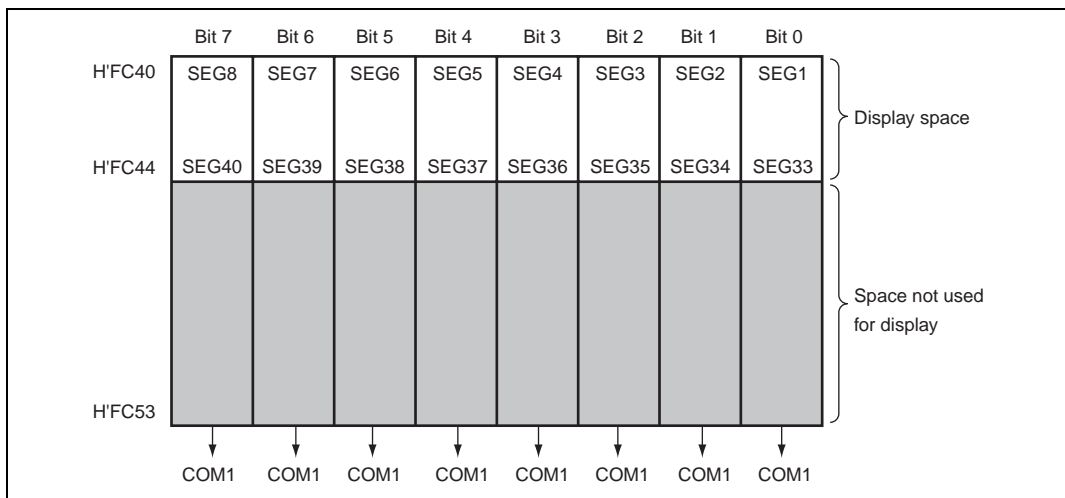 Bit 7 Bit 6 Bit 5 Bit 4 Bit 3 Bit 2 Bit 1 Bit 0
H'FC40 SEG8 SEG7 SEG6 SEG5 SEG4 SEG3 SEG2 SEG1
Display space
H'FC44 SEG40 SEG39 SEG38 SEG37 SEG36 SEG35 SEG34 SEG33
Space not used
for display
H'FC53
COM1 COM1 COM1 COM1 COM1 COM1 COM1 COM1